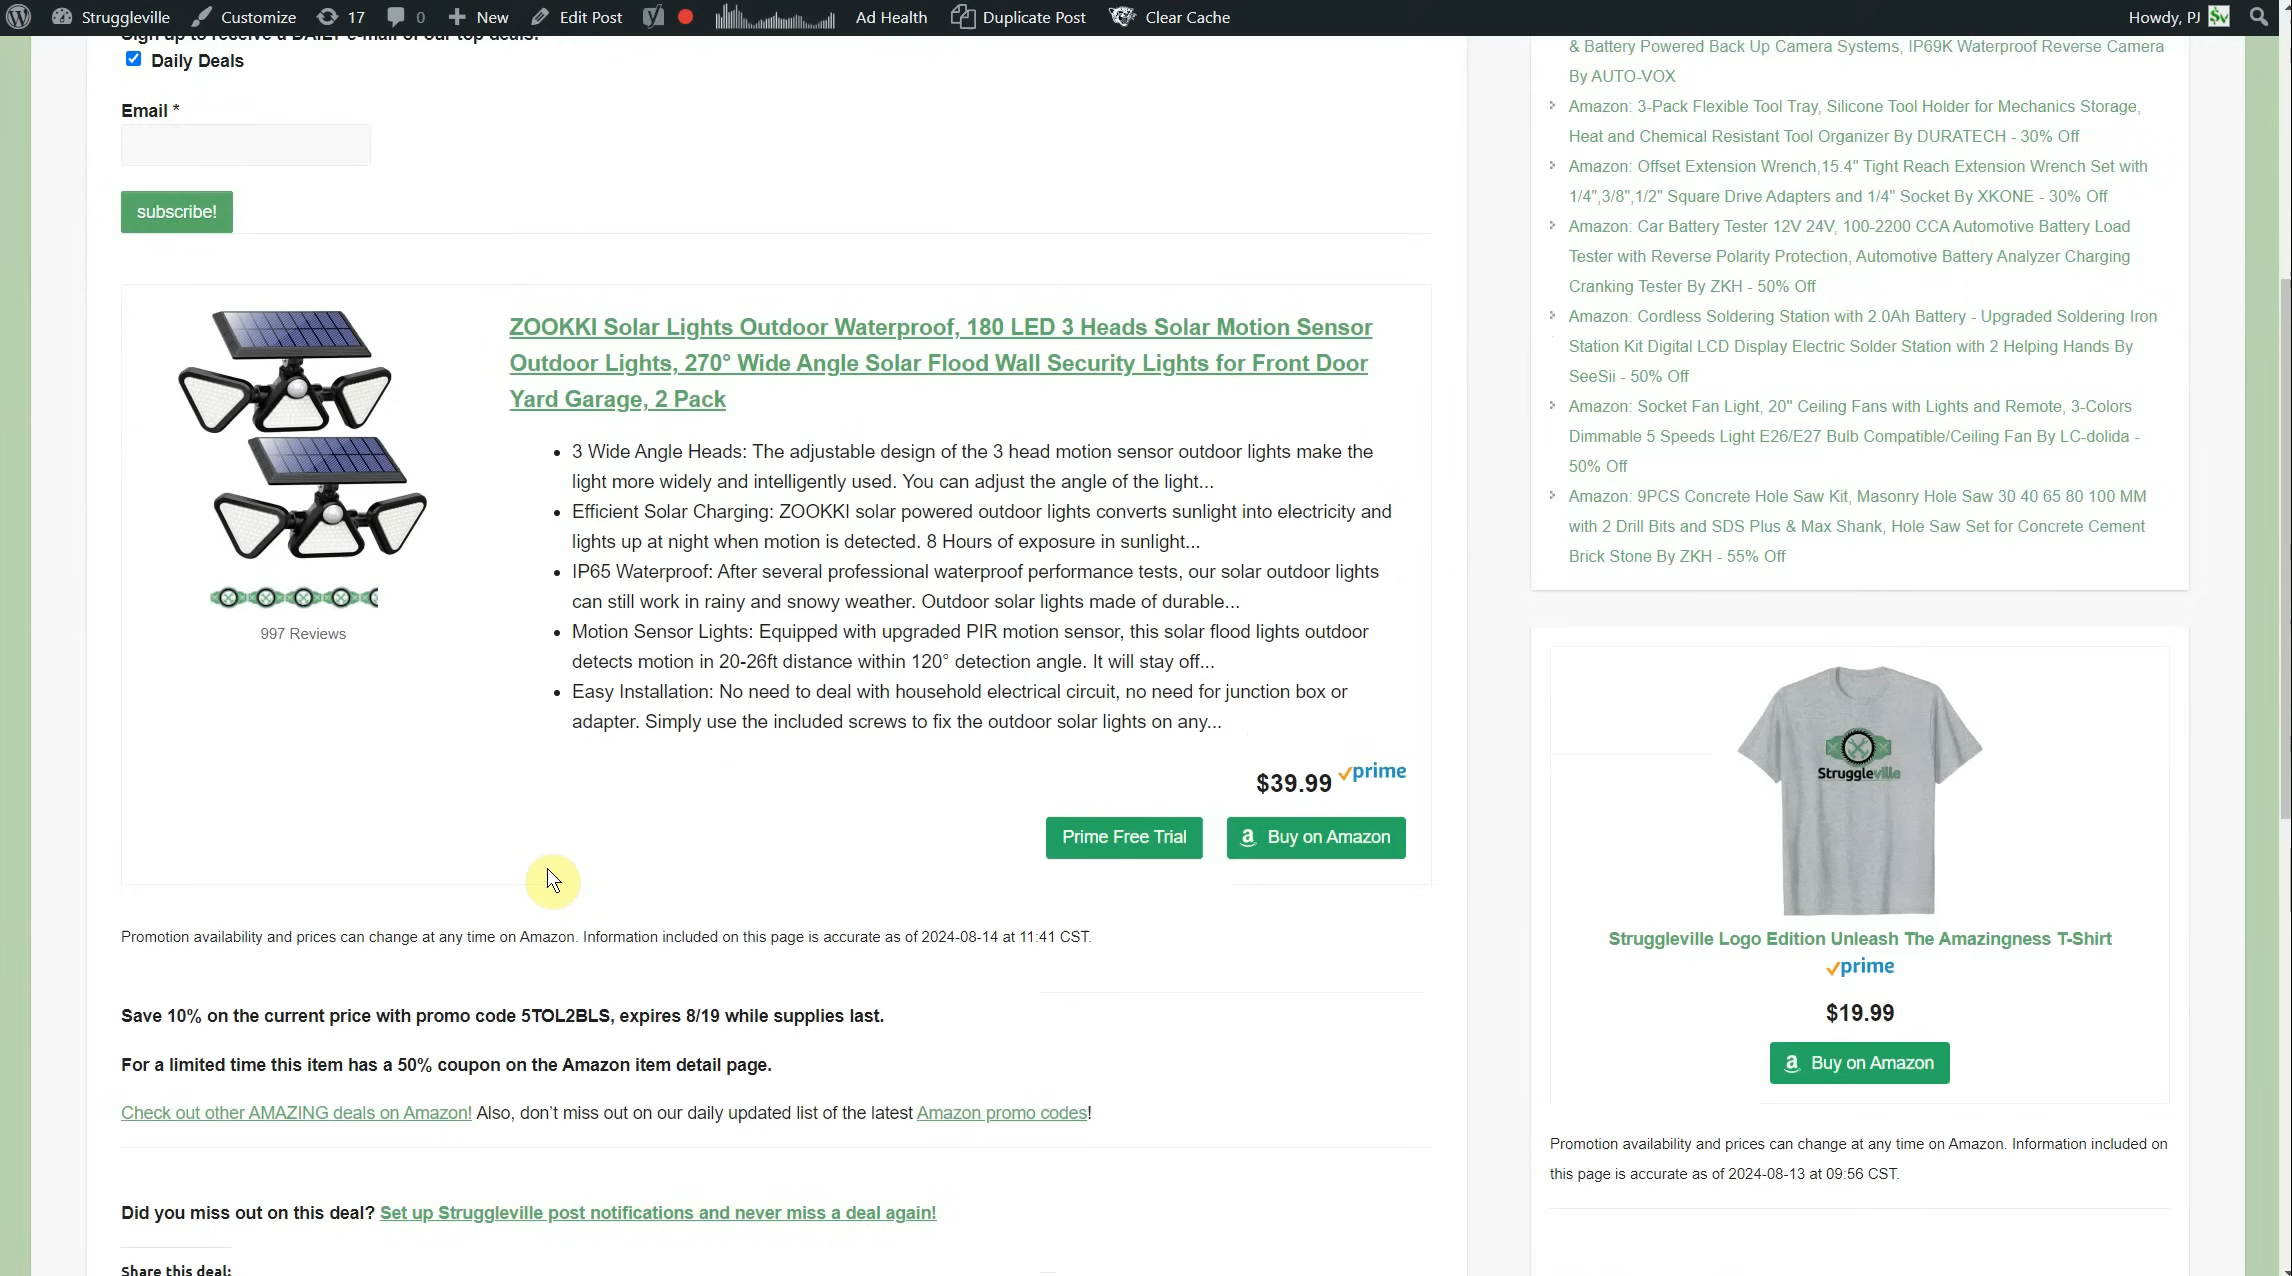 Struggleville Customize 17 0 New Edit Post Ad Health Duplicate Post Clear Cache Howdy, PJ
Sign up to receive a DAILY e-mail of our top deals!
Daily Deals
Email *
subscribe!
ZOOKKI Solar Lights Outdoor Waterproof, 180 LED 3 Heads Solar Motion Sensor
Outdoor Lights, 270° Wide Angle Solar Flood Wall Security Lights for Front Door
Yard Garage, 2 Pack
997 Reviews
3 Wide Angle Heads: The adjustable design of the 3 head motion sensor outdoor lights make the
light more widely and intelligently used. You can adjust the angle of the light...
Efficient Solar Charging: ZOOKKI solar powered outdoor lights converts sunlight into electricity and
lights up at night when motion is detected. 8 Hours of exposure in sunlight...
IP65 Waterproof: After several professional waterproof performance tests, our solar outdoor lights
can still work in rainy and snowy weather. Outdoor solar lights made of durable...
Motion Sensor Lights: Equipped with upgraded PIR motion sensor, this solar flood lights outdoor
detects motion in 20-26ft distance within 120° detection angle. It will stay off...
Easy Installation: No need to deal with household electrical circuit, no need for junction box or
adapter. Simply use the included screws to fix the outdoor solar lights on any...
$39.99 prime
Prime Free Trial
Buy on Amazon
Promotion availability and prices can change at any time on Amazon. Information included on this page is accurate as of 2024-08-14 at 11:41 CST.
Save 10% on the current price with promo code 5TOL2BLS, expires 8/19 while supplies last.
For a limited time this item has a 50% coupon on the Amazon item detail page.
Check out other AMAZING deals on Amazon! Also, don't miss out on our daily updated list of the latest Amazon promo codes!
Did you miss out on this deal? Set up Struggleville post notifications and never miss a deal again!
Share this deal:
& Battery Powered Back Up Camera Systems, IP69K Waterproof Reverse Camera
By AUTO-VOX
Amazon: 3-Pack Flexible Tool Tray, Silicone Tool Holder for Mechanics Storage,
Heat and Chemical Resistant Tool Organizer By DURATECH - 30% Off
Amazon: Offset Extension Wrench,15.4" Tight Reach Extension Wrench Set with
1/4",3/8",1/2" Square Drive Adapters and 1/4" Socket By XKONE - 30% Off
Amazon: Car Battery Tester 12V 24V, 100-2200 CCA Automotive Battery Load
Tester with Reverse Polarity Protection, Automotive Battery Analyzer Charging
Cranking Tester By ZKH - 50% Off
Amazon: Cordless Soldering Station with 2.0Ah Battery - Upgraded Soldering Iron
Station Kit Digital LCD Display Electric Solder Station with 2 Helping Hands By
SeeSii - 50% Off
Amazon: Socket Fan Light, 20" Ceiling Fans with Lights and Remote, 3-Colors
Dimmable 5 Speeds Light E26/E27 Bulb Compatible/Ceiling Fan By LC-dolida -
50% Off
Amazon: 9PCS Concrete Hole Saw Kit, Masonry Hole Saw 30 40 65 80 100 MM
with 2 Drill Bits and SDS Plus & Max Shank, Hole Saw Set for Concrete Cement
Brick Stone By ZKH - 55% Off
Struggleville
Struggleville Logo Edition Unleash The Amazingness T-Shirt
prime
$19.99
Buy on Amazon
Promotion availability and prices can change at any time on Amazon. Information included on
this page is accurate as of 2024-08-13 at 09:56 CST.